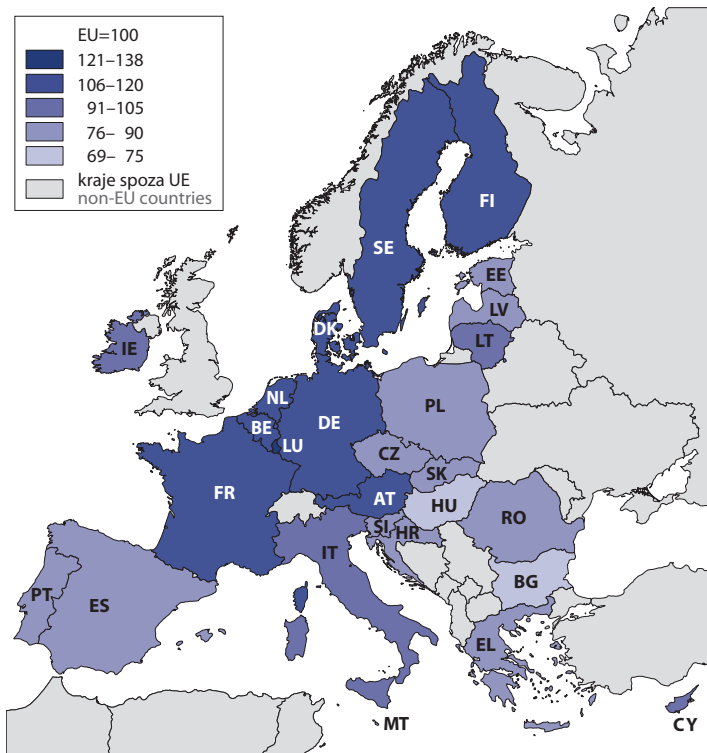 EU=100
121–138
106–120
91–105
76– 90
69– 75
kraje spoza UE
non-EU countries
FI
SE
EE
LV
LT
DK
IE
NL
BE
LU
DE
PL
CZ
SK
FR
AT
HU
RO
SI
HR
IT
BG
PT
ES
EL
MT
CY